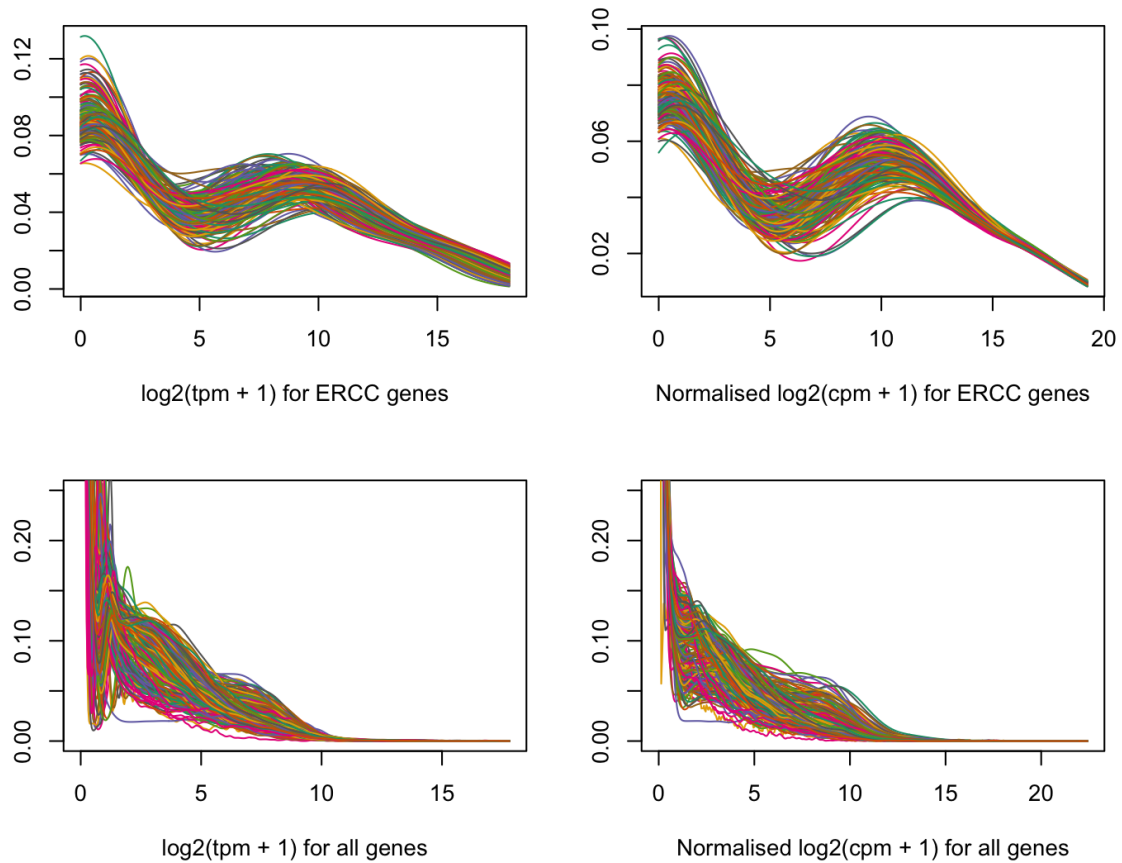 0.12
0.08
0.04
0.00
0 5 10 15
log2(tpm + 1) for ERCC genes
0.10
0.06
0.02
0 5 10 15 20
Normalised log2(cpm + 1) for ERCC genes
0.20
0.10
0.00
0 5 10 15
log2(tpm + 1) for all genes
0.20
0.10
0.00
0 5 10 15 20
Normalised log2(cpm + 1) for all genes